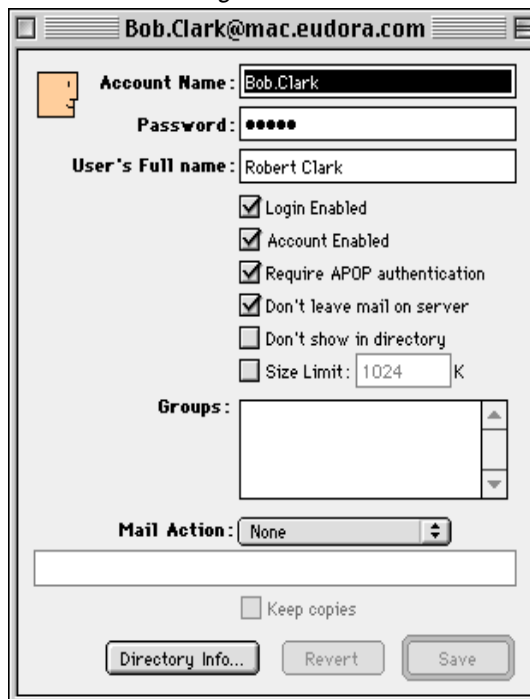 Bob.Clark@mac.eudora.com
Account Name: Bob.Clark
Password: •••••
User's Full name: Robert Clark
Login Enabled
Account Enabled
Require APOP authentication
Don't leave mail on server
Don't show in directory
Size Limit: 1024 K
Groups:
Mail Action: None
Keep copies
Directory Info... Revert Save